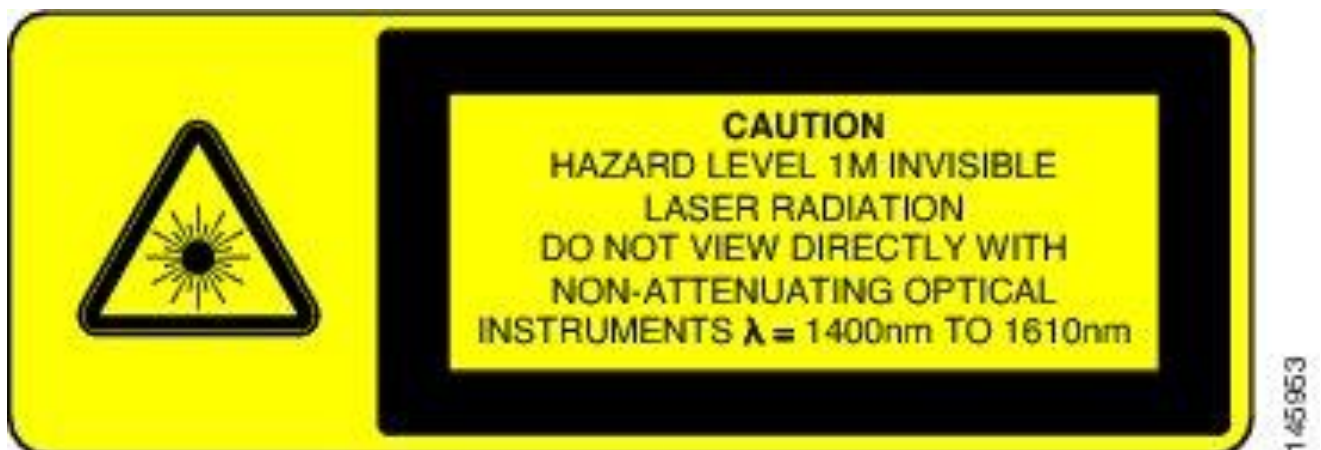 CAUTION
HAZARD LEVEL 1M INVISIBLE
LASER RADIATION
DO NOT VIEW DIRECTLY WITH
NON-ATTENUATING OPTICAL
INSTRUMENTS λ = 1400nm TO 1610nm
145953